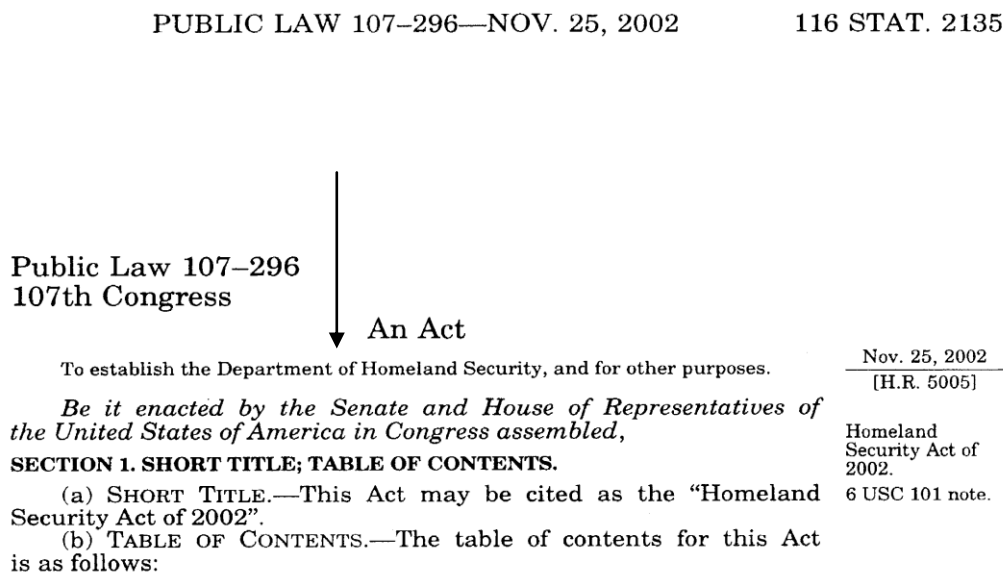 PUBLIC LAW 107–296—NOV. 25, 2002 116 STAT. 2135
Public Law 107–296
107th Congress
An Act
To establish the Department of Homeland Security, and for other purposes.
Nov. 25, 2002
[H.R. 5005]
Be it enacted by the Senate and House of Representatives of
the United States of America in Congress assembled,
Homeland
Security Act of
2002.
SECTION 1. SHORT TITLE; TABLE OF CONTENTS.
(a) SHORT TITLE.—This Act may be cited as the “Homeland
Security Act of 2002”.
6 USC 101 note.
(b) TABLE OF CONTENTS.—The table of contents for this Act
is as follows: